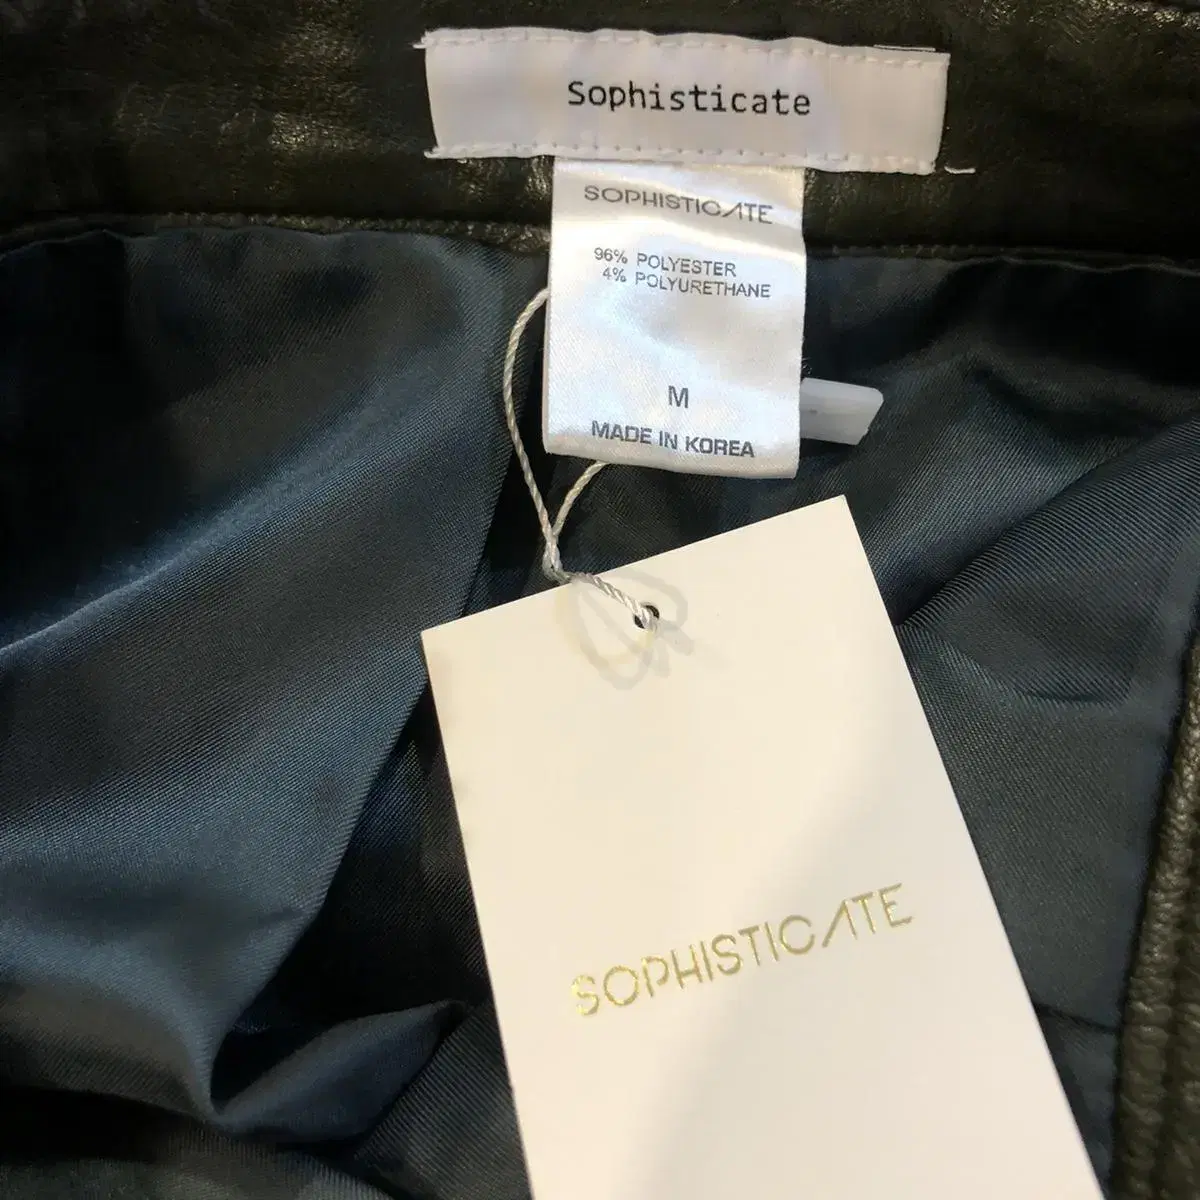 Sophisticate
SOPHISTICATE
96% POLYESTER
4% POLYURETHANE
M
MADE IN KOREA
SOPHISTICATE